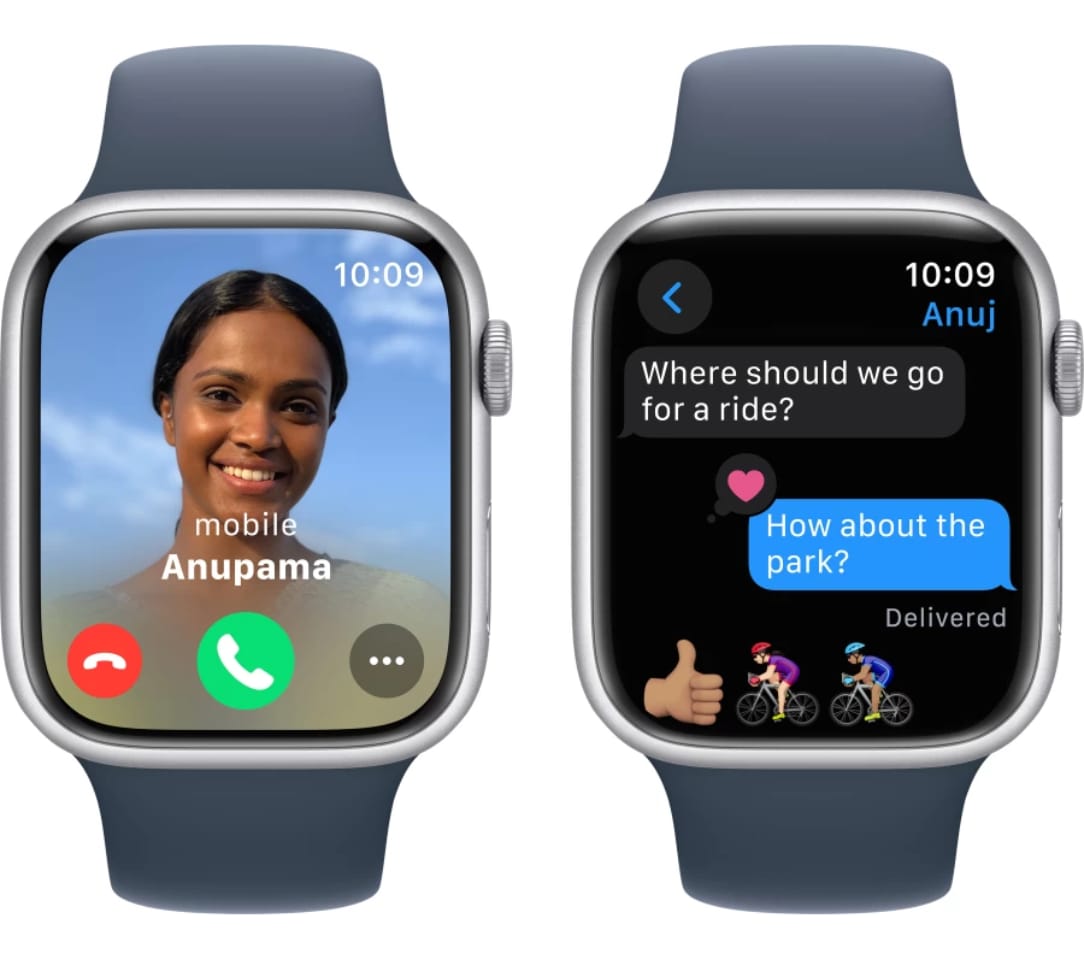 10:09
mobile
Anupama
10:09
Anuj
Where should we go
for a ride?
How about the
park?
Delivered